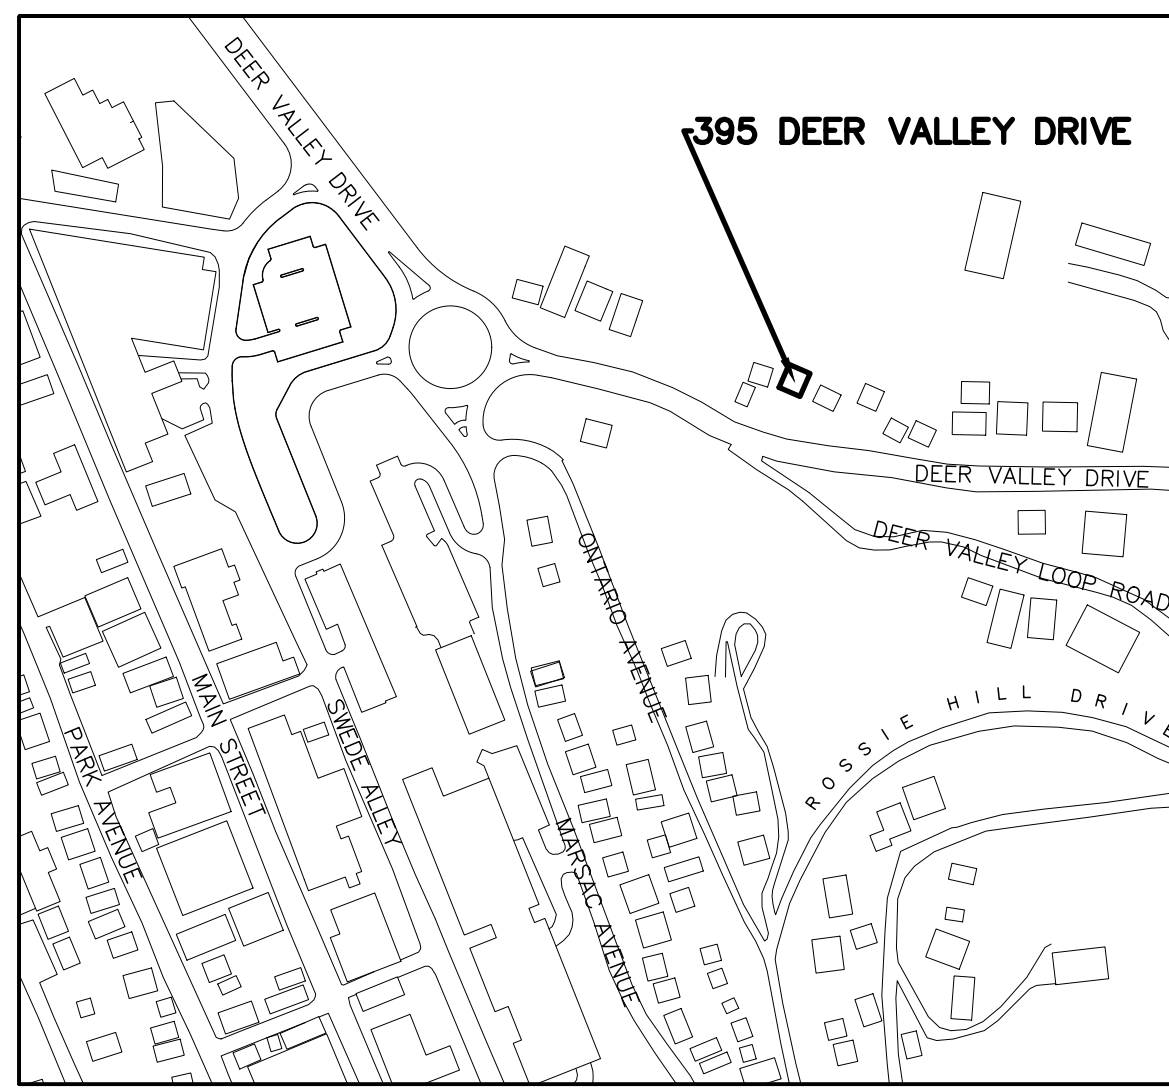 DEER VALLEY DRIVE
395 DEER VALLEY DRIVE
DEER VALLEY DRIVE
DEER VALLEY LOOP ROAD
ONTARIO AVENUE
ROSSIE HILL DRIVE
MAIN STREET
SWEDE ALLEY
PARK AVENUE
MARSAC AVENUE